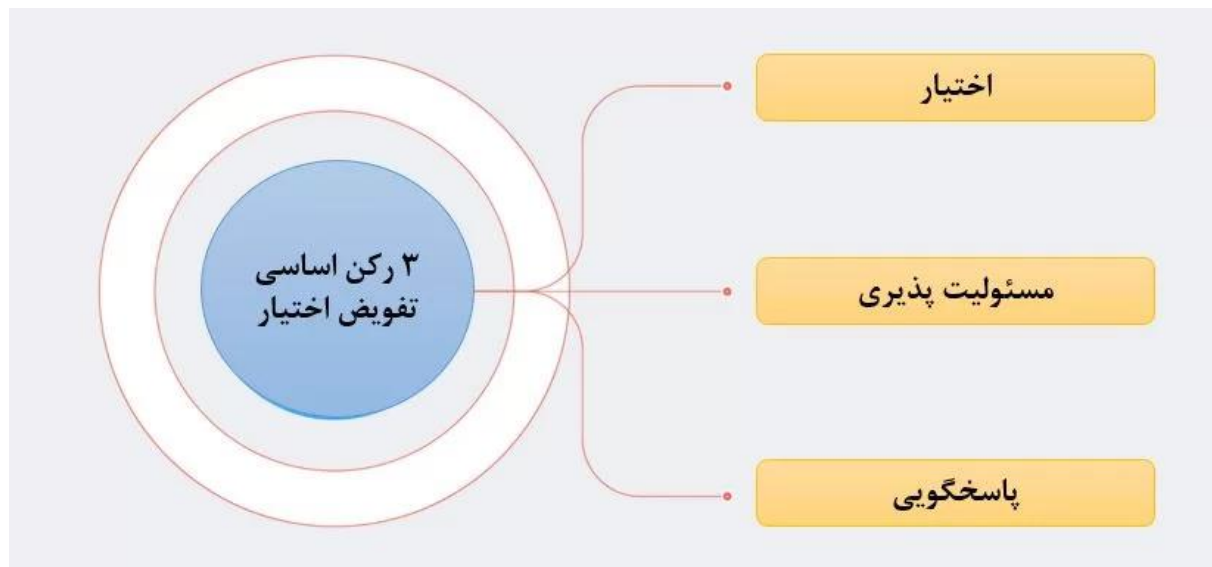 ۳ رکن اساسی
تفویض اختیار
اختیار
مسئولیت پذیری
پاسخگویی